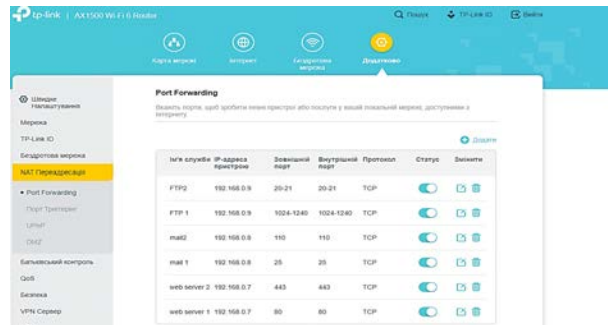 tp-link | AX1500 Wi-Fi 6 Router
Пошук
TP-Link ID
Вийти
Карта мережі
Інтернет
Бездротова мережа
Додатково
Швидке Налаштування
Мережа
TP-Link ID
Бездротова мережа
NAT Переадресація
Port Forwarding
Порт Триггеринг
UPnP
DMZ
Батьківський контроль
QoS
Безпека
VPN Сервер
Port Forwarding
Вкажіть порти, щоб зробити певні пристрої або послуги у вашій локальній мережі, доступними з
інтернету.
Додати
Ім'я служби IP-адреса пристрою Зовнішній порт Внутрішній порт Протокол Статус Змінити
FTP2 192.168.0.9 20-21 20-21 TCP
FTP 1 192.168.0.9 1024-1240 1024-1240 TCP
mail2 192.168.0.8 110 110 TCP
mail 1 192.168.0.8 25 25 TCP
web server 2 192.168.0.7 443 443 TCP
web server 1 192.168.0.7 80 80 TCP